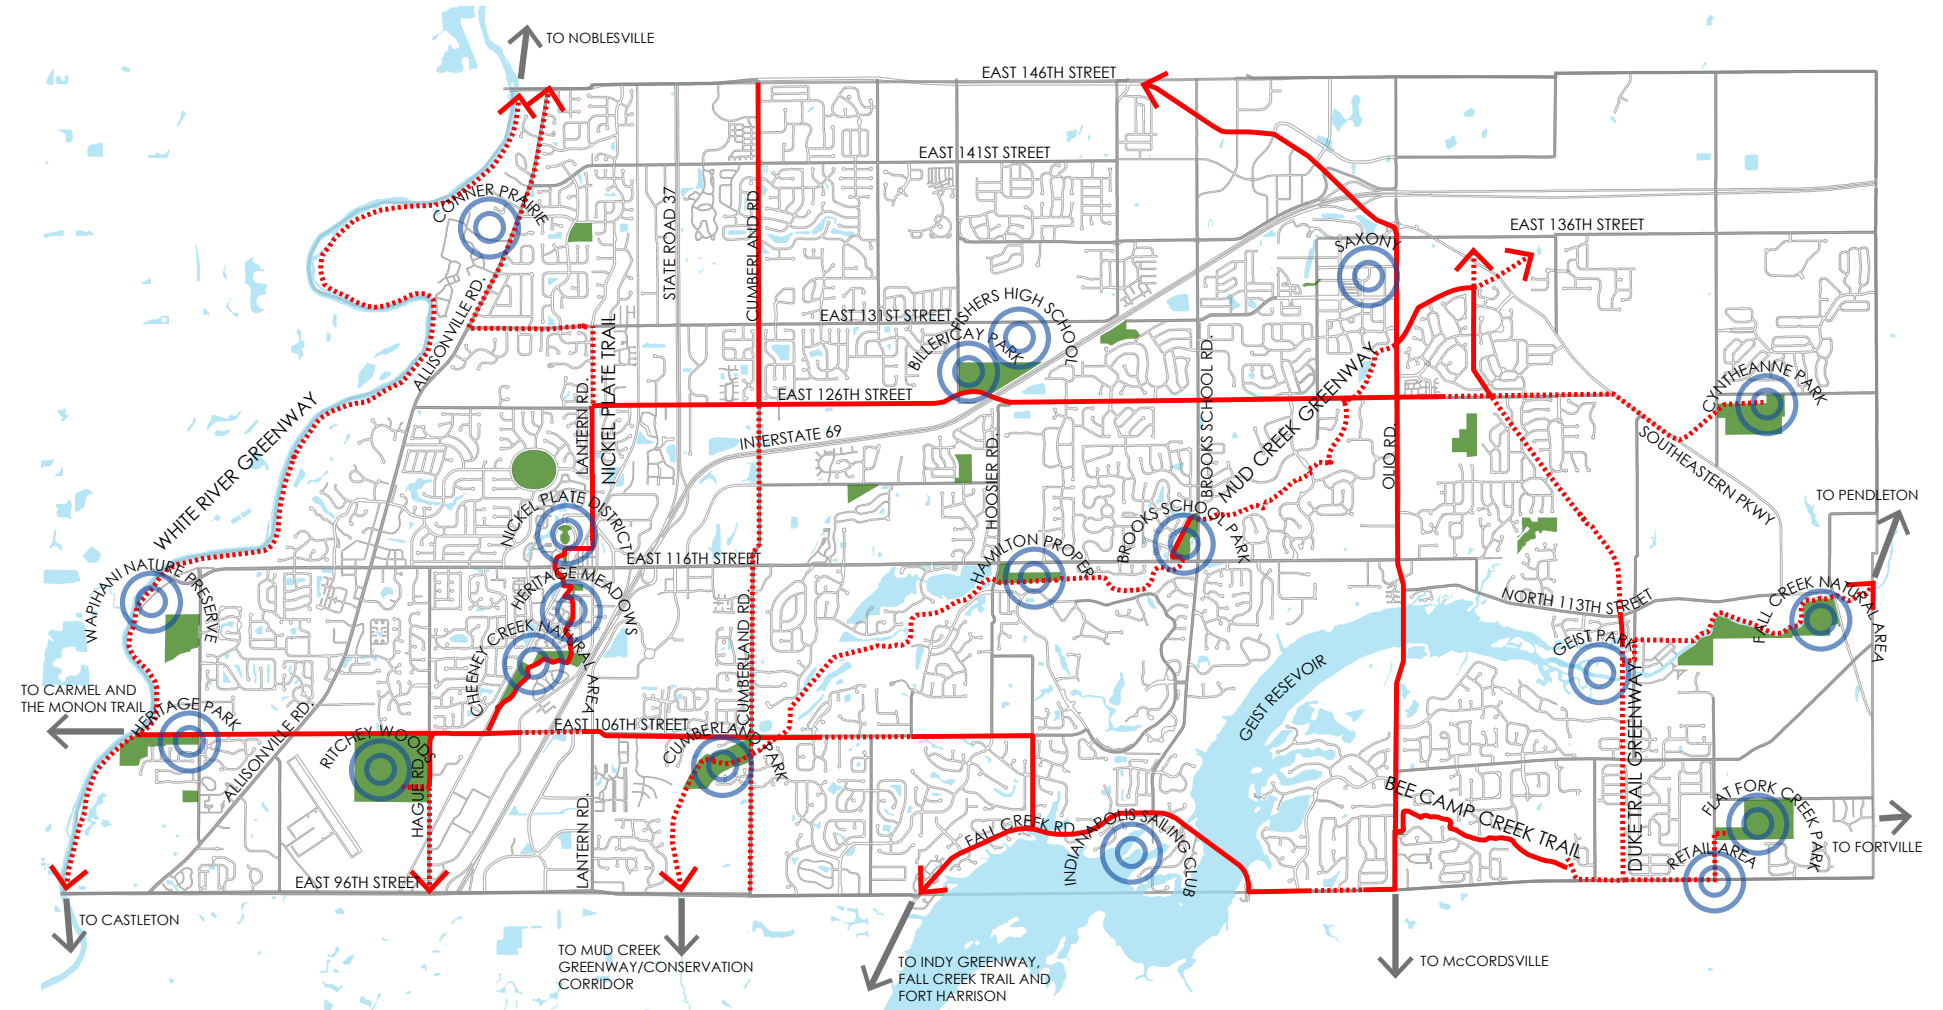 TO NOBLESVILLE
EAST 146TH STREET
EAST 141ST STREET
CONNER PRAIRIE
STATE ROAD 37
CUMBERLAND RD.
EAST 136TH STREET
SAXONY
ALLISONVILLE RD.
NICKEL PLATE TRAIL
EAST 131ST STREET
FISHERS HIGH SCHOOL
BILLERICAY PARK
BROOKS SCHOOL RD.
MUD CREEK GREENWAY
CYNTHEANNE PARK
EAST 126TH STREET
LANTERN RD.
INTERSTATE 69
HOOSIER RD.
OLIO RD.
SOUTHEASTERN PKWY
WHITE RIVER GREENWAY
TO PENDLETON
NICKEL PLATE DISTRICT
EAST 116TH STREET
HAMILTON PROPER
BROOKS SCHOOL PARK
WAPIHANI NATURE PRESERVE
HERITAGE MEADOWS
NORTH 113TH STREET
FALL CREEK NATURAL AREA
CHEENEY CREEK NATURAL AREA
CUMBERLAND RD.
GEIST PARK
GEIST RESEVOIR
DUKE TRAIL GREENWAY
TO CARMEL AND
THE MONON TRAIL
HERITAGE PARK
ALLISONVILLE RD.
RITCHEY WOODS
HAGUE RD.
EAST 106TH STREET
CUMBERLAND PARK
LANTERN RD.
FALL CREEK RD.
INDIANAPOLIS SAILING CLUB
BEE CAMP CREEK TRAIL
FLAT FORK CREEK PARK
RETAIL AREA
TO FORTVILLE
EAST 96TH STREET
TO CASTLETON
TO MUD CREEK
GREENWAY/CONSERVATION
CORRIDOR
TO INDY GREENWAY,
FALL CREEK TRAIL AND
FORT HARRISON
TO McCORDSVILLE